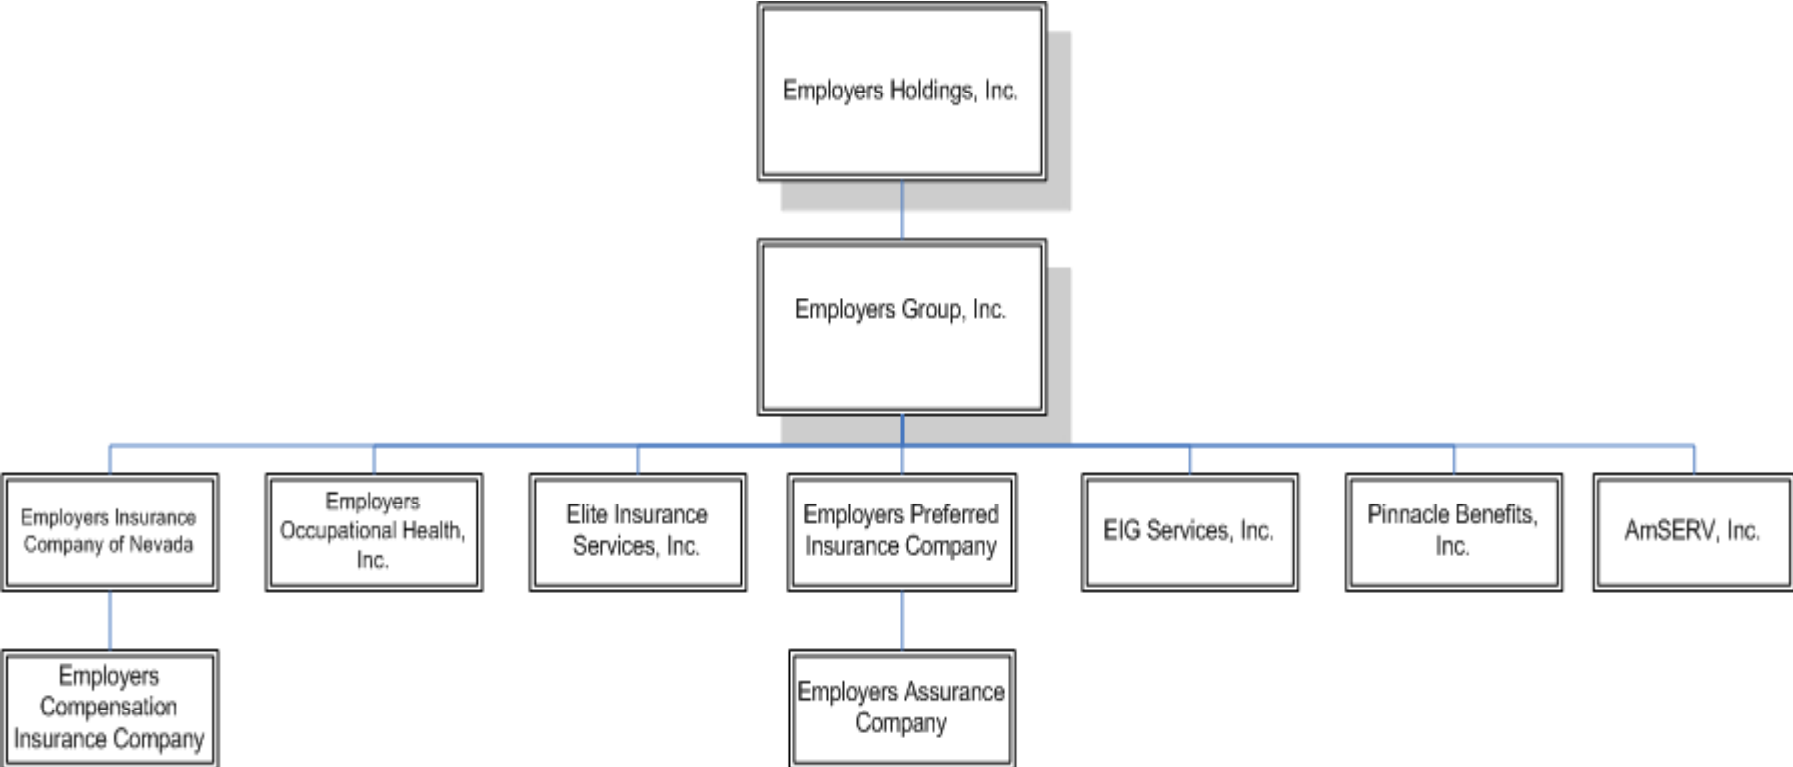 Employers Holdings, Inc.
Employers Group, Inc.
Employers Insurance
Company of Nevada
Employers
Occupational Health,
Inc.
Elite Insurance
Services, Inc.
Employers Preferred
Insurance Company
EIG Services, Inc.
Pinnacle Benefits,
Inc.
AmSERV, Inc.
Employers
Compensation
Insurance Company
Employers Assurance
Company